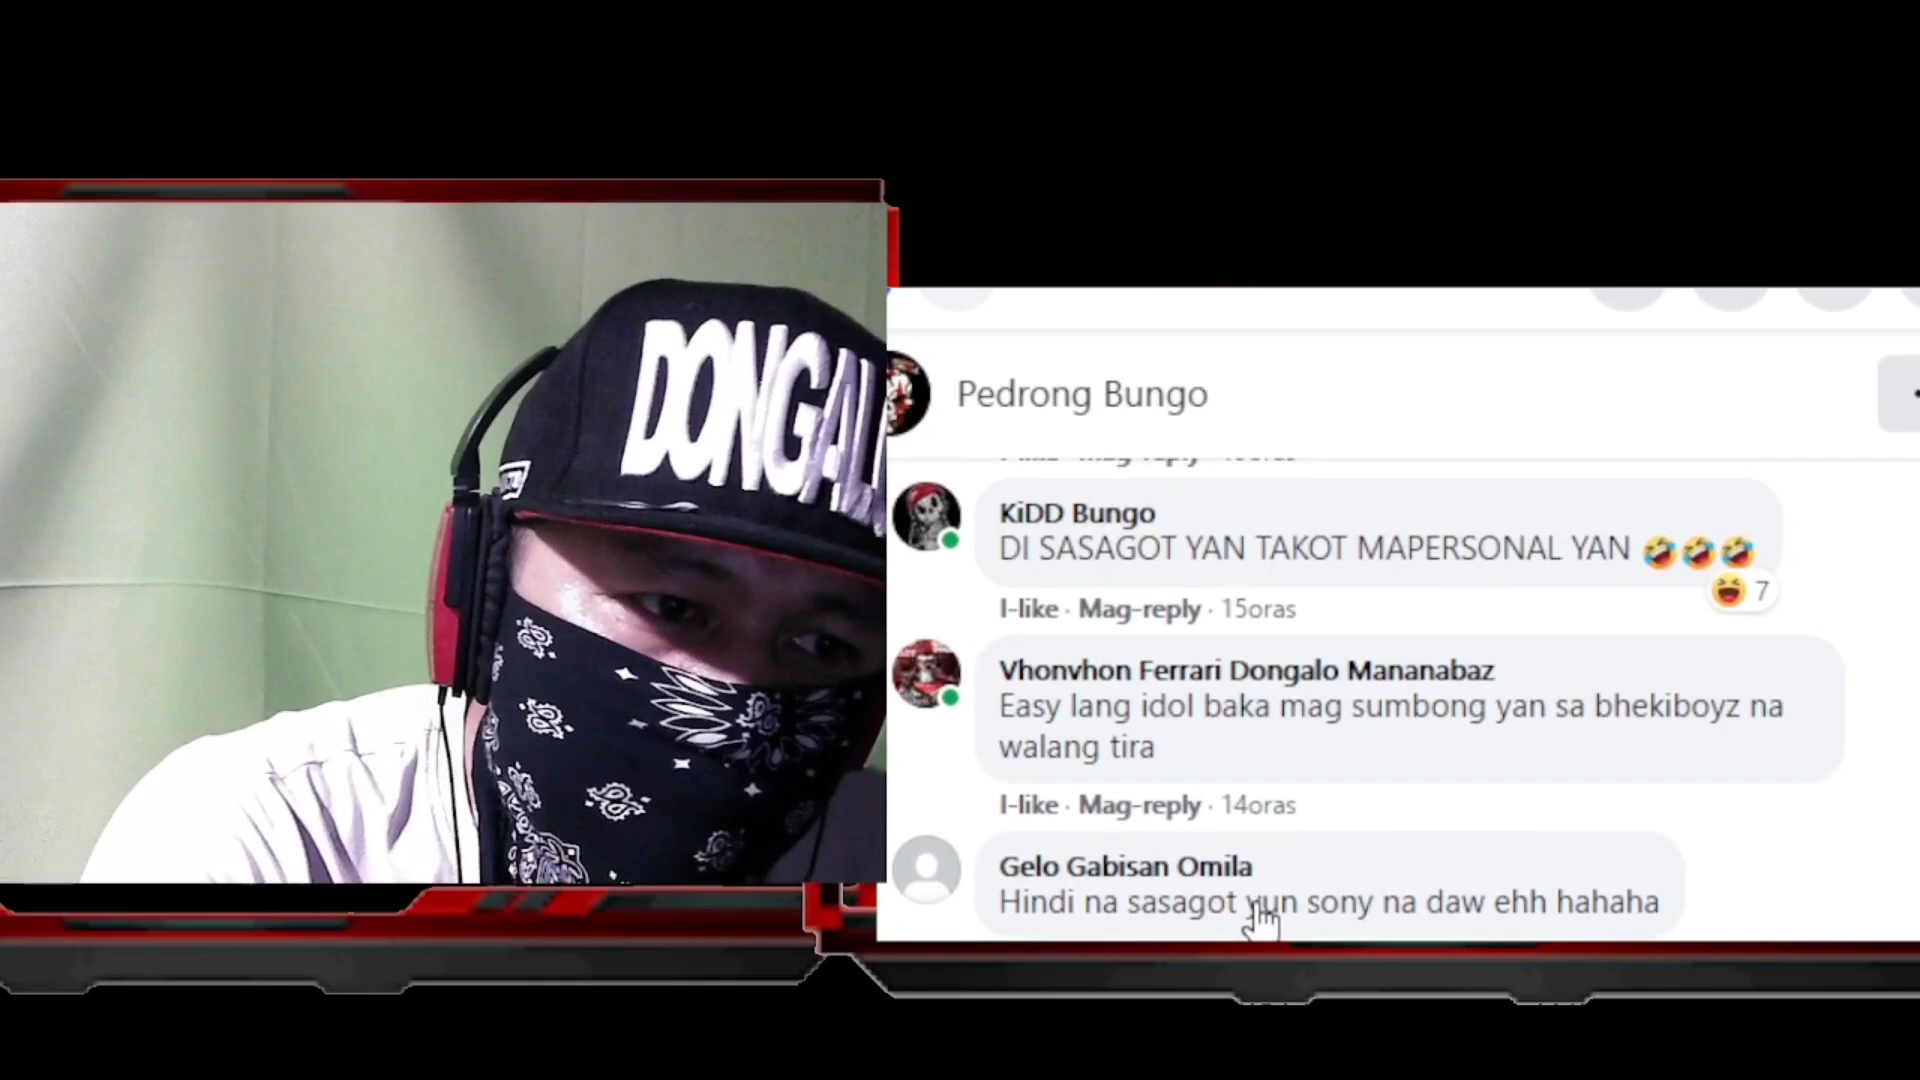 DONGAL
Pedrong Bungo
KiDD Bungo
DI SASAGOT YAN TAKOT MAPERSONAL YAN 🤣🤣🤣
7
I-like · Mag-reply · 15oras
Vhonvhon Ferrari Dongalo Mananabaz
Easy lang idol baka mag sumbong yan sa bhekiboyz na
walang tira
I-like · Mag-reply · 14oras
Gelo Gabisan Omila
Hindi na sasagot yun sony na daw ehh hahaha